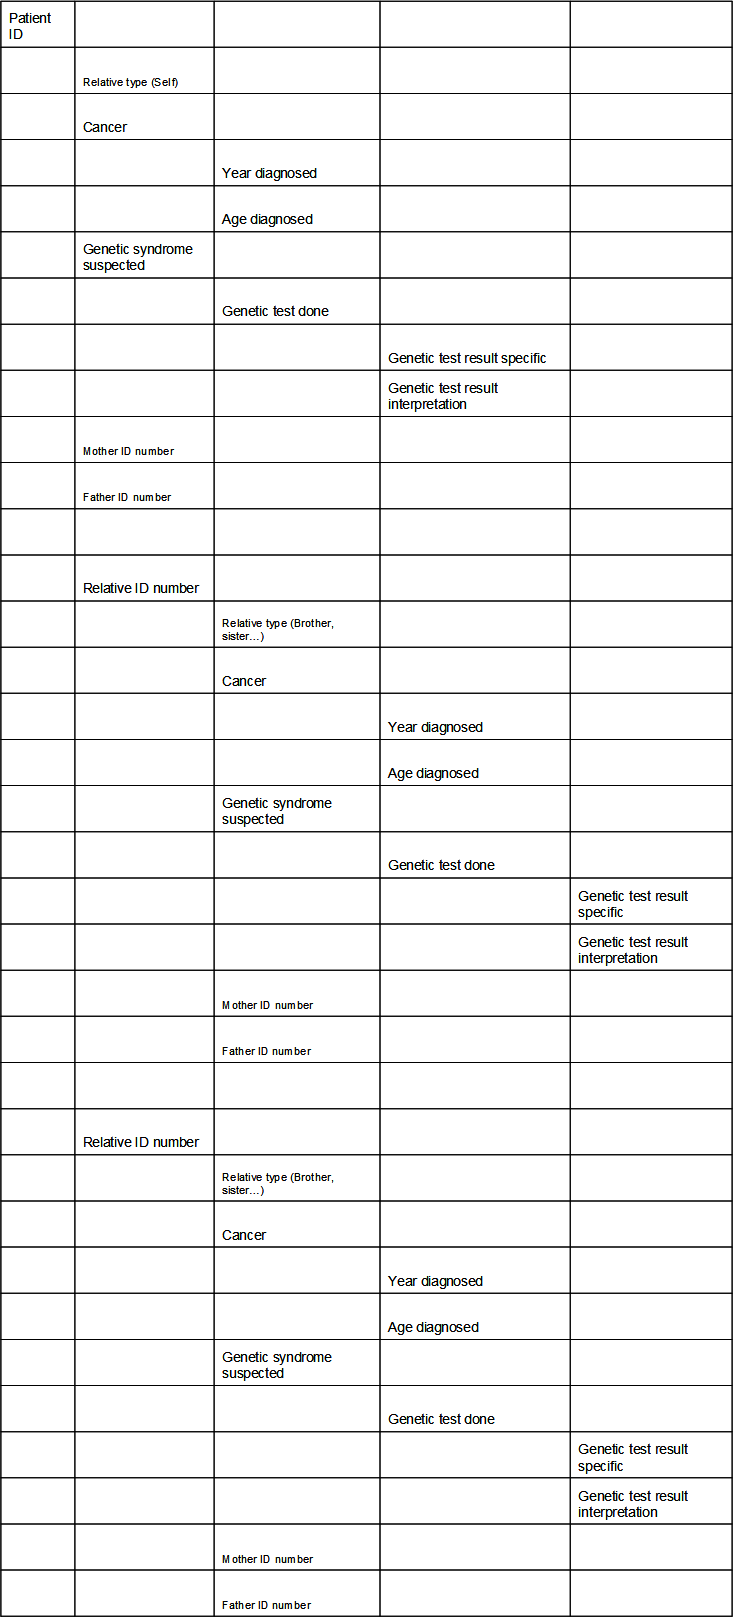 Patient
ID
Relative type (Self)
Cancer
Year diagnosed
Age diagnosed
Genetic syndrome
suspected
Genetic test done
Genetic test result specific
Genetic test result
interpretation
Mother ID number
Father ID number
Relative ID number
Relative type (Brother,
sister...)
Cancer
Year diagnosed
Age diagnosed
Genetic syndrome
suspected
Genetic test done
Genetic test result
specific
Genetic test result
interpretation
Mother ID number
Father ID number
Relative ID number
Relative type (Brother,
sister...)
Cancer
Year diagnosed
Age diagnosed
Genetic syndrome
suspected
Genetic test done
Genetic test result
specific
Genetic test result
interpretation
Mother ID number
Father ID number